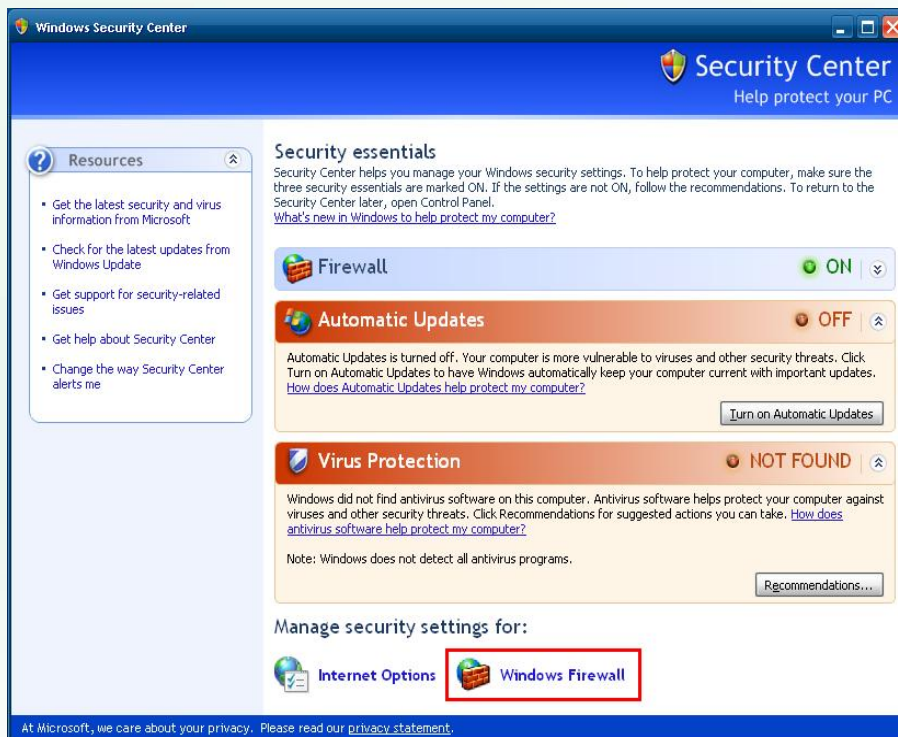 Windows Security Center
Security Center
Help protect your PC
Resources
Get the latest security and virus
information from Microsoft
Check for the latest updates from
Windows Update
Get support for security-related
issues
Get help about Security Center
Change the way Security Center
alerts me
Security essentials
Security Center helps you manage your Windows security settings. To help protect your computer, make sure the
three security essentials are marked ON. If the settings are not ON, follow the recommendations. To return to the
Security Center later, open Control Panel.
What's new in Windows to help protect my computer?
Firewall ON
Automatic Updates OFF
Automatic Updates is turned off. Your computer is more vulnerable to viruses and other security threats. Click
Turn on Automatic Updates to have Windows automatically keep your computer current with important updates.
How does Automatic Updates help protect my computer?
Turn on Automatic Updates
Virus Protection NOT FOUND
Windows did not find antivirus software on this computer. Antivirus software helps protect your computer against
viruses and other security threats. Click Recommendations for suggested actions you can take. How does
antivirus software help protect my computer?
Note: Windows does not detect all antivirus programs.
Recommendations...
Manage security settings for:
Internet Options Windows Firewall
At Microsoft, we care about your privacy. Please read our privacy statement.